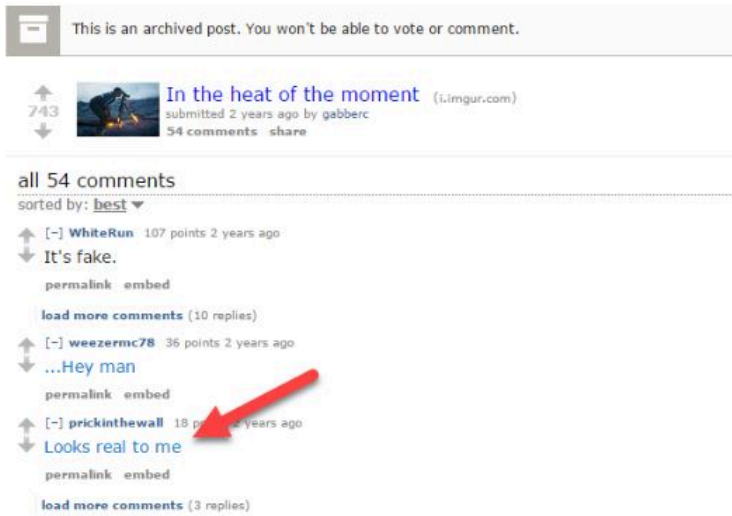 This is an archived post. You won't be able to vote or comment.
743
In the heat of the moment (i.imgur.com)
submitted 2 years ago by gabberc
54 comments share
all 54 comments
sorted by: best
[-] WhiteRun 107 points 2 years ago
It's fake.
permalink embed
load more comments (10 replies)
[-] weezermc78 36 points 2 years ago
...Hey man
permalink embed
[-] prickinthewall 18 years ago
Looks real to me
permalink embed
load more comments (3 replies)